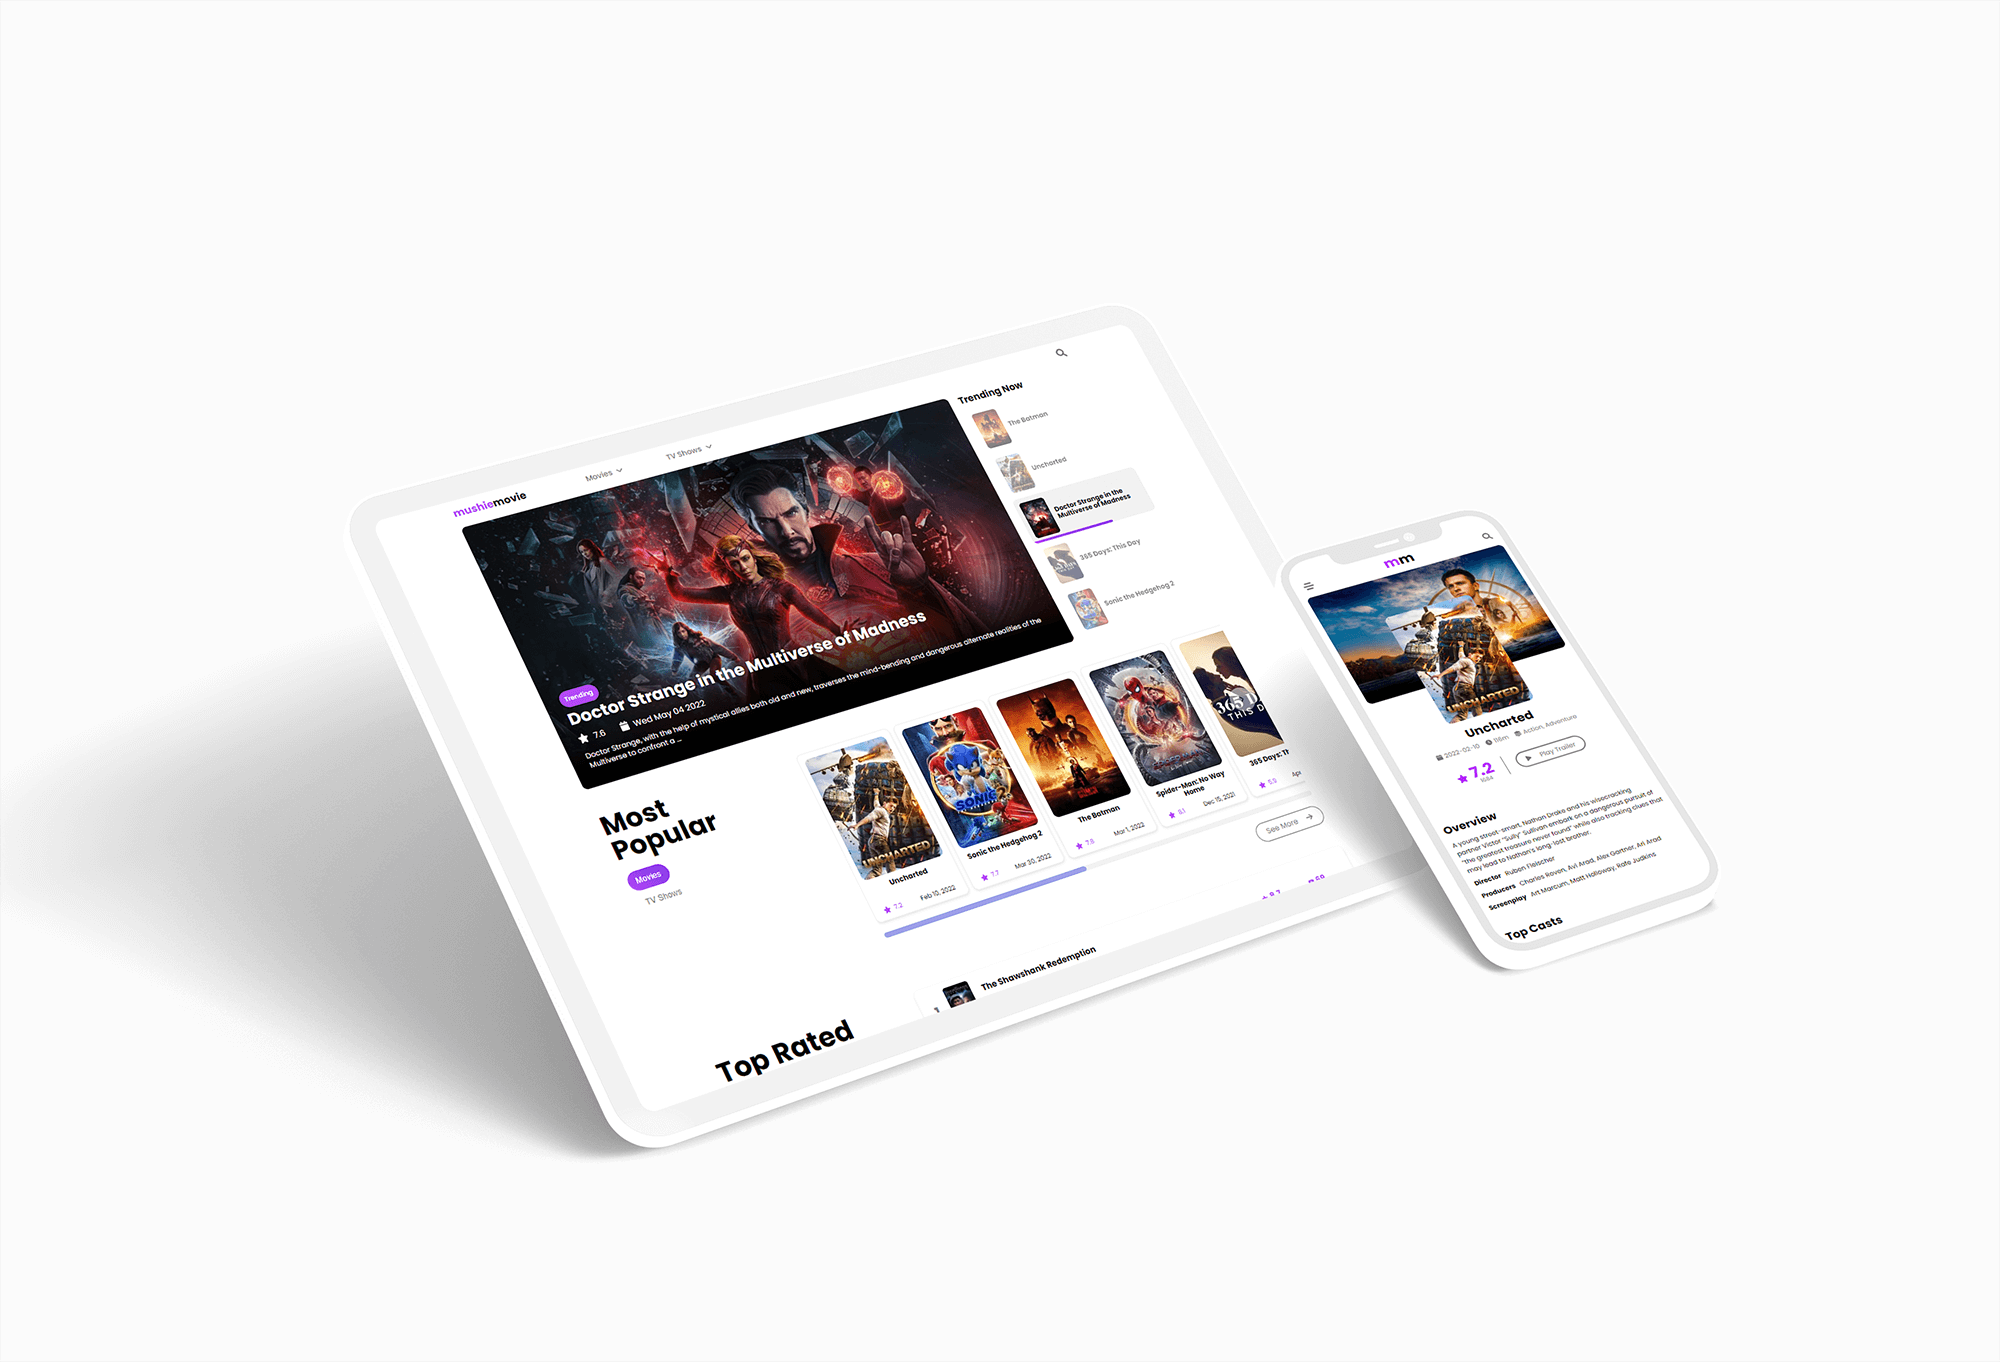 mushiemovie
Movies
TV Shows
Trending
Doctor Strange in the Multiverse of Madness
7.6 Wed May 04 2022
Doctor Strange, with the help of mystical allies both old and new, traverses the mind-bending and dangerous alternate realities of the
Multiverse to confront a ...
Trending Now
The Batman
Uncharted
Doctor Strange in the
Multiverse of Madness
365 Days: This Day
Sonic the Hedgehog 2
Most
Popular
Movies
TV Shows
UNCHARTED
Uncharted
7.2 Feb 10, 2022
SONIC
Sonic the Hedgehog 2
7.7 Mar 30, 2022
The Batman
7.8 Mar 1, 2022
Spider-Man: No Way
Home
8.1 Dec 15, 2021
365 D
THIS D
365 Days: Th
5.9 Apr
See More
Top Rated
1
The Shawshank Redemption
mm
UNCHARTED
Uncharted
2022-02-10 116m Action, Adventure
7.2
1684
Play Trailer
Overview
A young street-smart, Nathan Drake and his wisecracking
partner Victor "Sully" Sullivan embark on a dangerous pursuit of
"the greatest treasure never found" while also tracking clues that
may lead to Nathan's long-lost brother.
Director Ruben Fleischer
Producers Charles Roven, Avi Arad, Alex Gartner, Ari Arad
Screenplay Art Marcum, Matt Holloway, Rafe Judkins
Top Casts